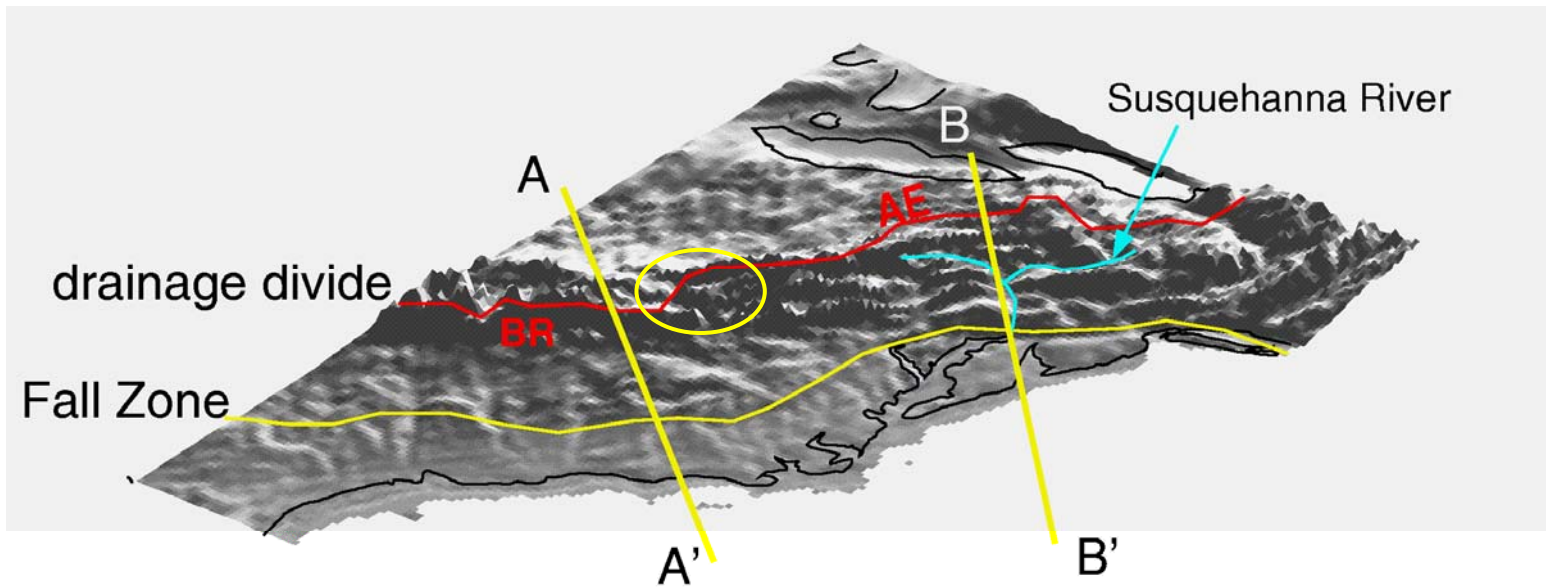 Susquehanna River
B
A
AE
drainage divide
BR
Fall Zone
A’
B’